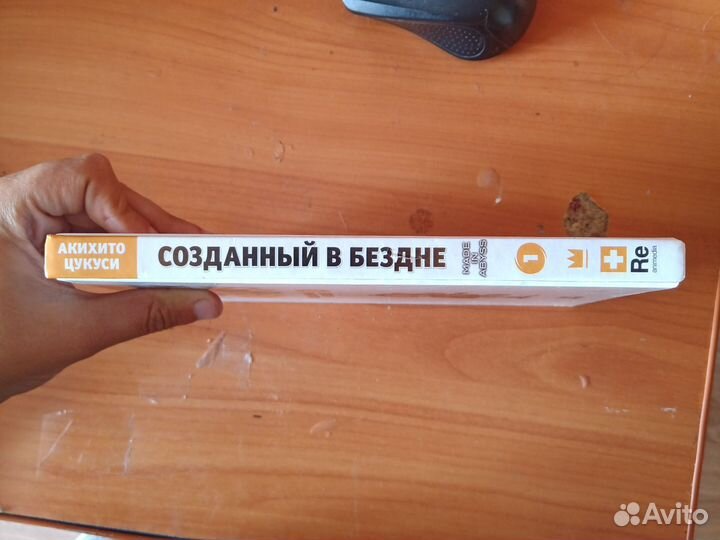 АКИХИТО
ЦУКУСИ
СОЗДАННЫЙ В БЕЗДНЕ
MADE
IN
ABYSS
1
Re
animedia
Avito